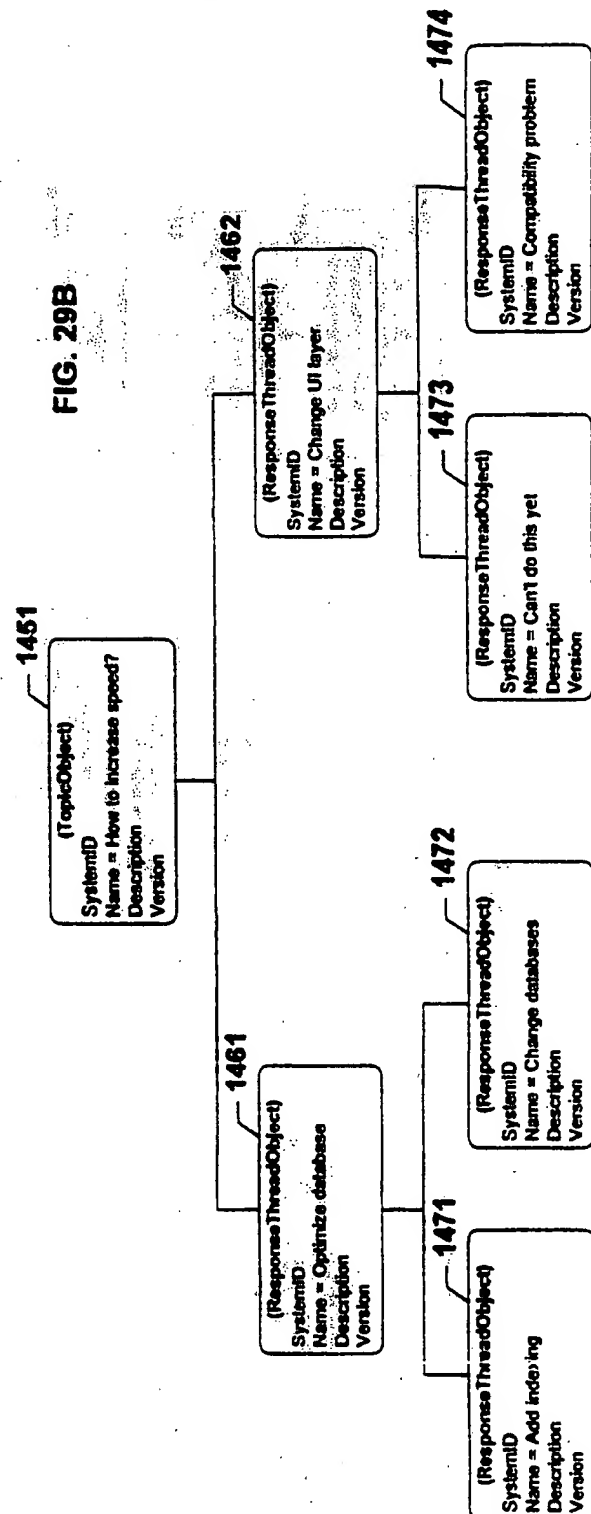 FIG. 29B
1451
(TopicObject)
SystemID
Name = How to increase speed?
Description
Version
1461
(ResponseThreadObject)
SystemID
Name = Optimize database
Description
Version
1462
(ResponseThreadObject)
SystemID
Name = Change UI layer
Description
Version
1471
(ResponseThreadObject)
SystemID
Name = Add indexing
Description
Version
1472
(ResponseThreadObject)
SystemID
Name = Change databases
Description
Version
1473
(ResponseThreadObject)
SystemID
Name = Can't do this yet
Description
Version
1474
(ResponseThreadObject)
SystemID
Name = Compatibility problem
Description
Version